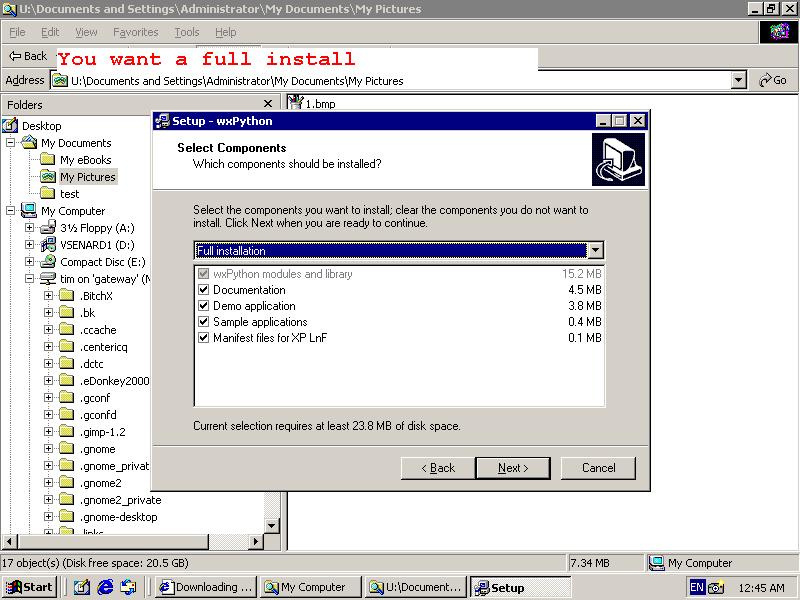 U:\Documents and Settings\Administrator\My Documents\My Pictures
File Edit View Favorites Tools Help
Back
You want a full install
Address U:\Documents and Settings\Administrator\My Documents\My Pictures Go
Folders
1.bmp
Desktop
My Documents
My eBooks
My Pictures
test
My Computer
3½ Floppy (A:)
VSENARD1 (D:)
Compact Disc (E:)
tim on 'gateway' (
.BitchX
.bk
.ccache
.centericq
.dctc
.eDonkey2000
.gconf
.gconfd
.gimp-1.2
.gnome
.gnome_privat
.gnome2
.gnome2_private
.gnome-desktop
.links
Setup - wxPython
Select Components
Which components should be installed?
Select the components you want to install; clear the components you do not want to
install. Click Next when you are ready to continue.
Full installation
wxPython modules and library 15.2 MB
Documentation 4.5 MB
Demo application 3.8 MB
Sample applications 0.4 MB
Manifest files for XP LnF 0.1 MB
Current selection requires at least 23.8 MB of disk space.
< Back Next > Cancel
17 object(s) (Disk free space: 20.5 GB) 7.34 MB My Computer
Start Downloading ... My Computer U:\Document... Setup EN 12:45 AM